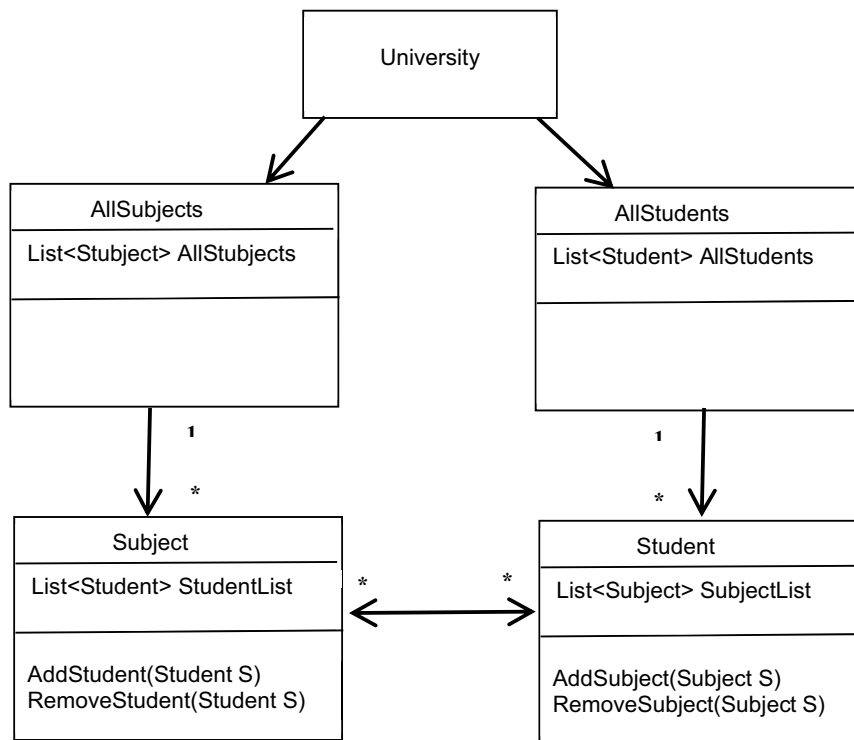 University
AllSubjects
List<Stubject> AllStubjects
AllStudents
List<Student> AllStudents
1
*
1
*
Subject
List<Student> StudentList
AddStudent(Student S)
RemoveStudent(Student S)
*
*
Student
List<Subject> SubjectList
AddSubject(Subject S)
RemoveSubject(Subject S)